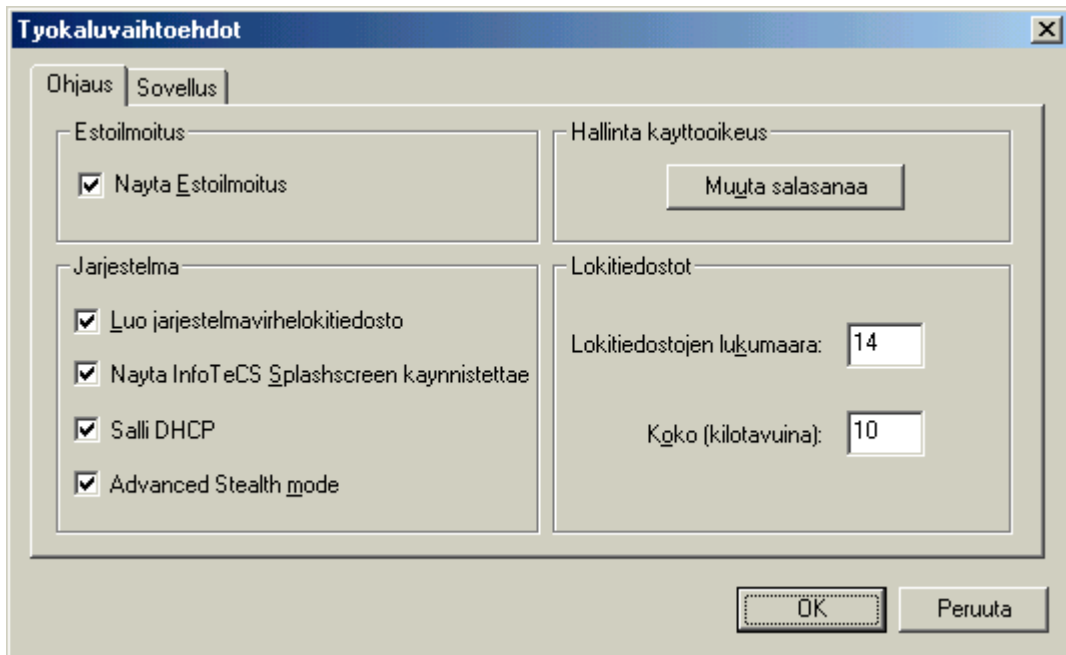 Tyokaluvaihtoehdot
Ohjaus
Sovellus
Estoilmoitus
Nayta Estoilmoitus
Hallinta kayttooikeus
Muuta salasanaa
Jarjestelma
Luo jarjestelmavirhelokitiedosto
Nayta InfoTeCS Splashscreen kaynnistettae
Salli DHCP
Advanced Stealth mode
Lokitiedostot
Lokitiedostojen lukumaara: 14
Koko (kilotavuina): 10
OK
Peruuta